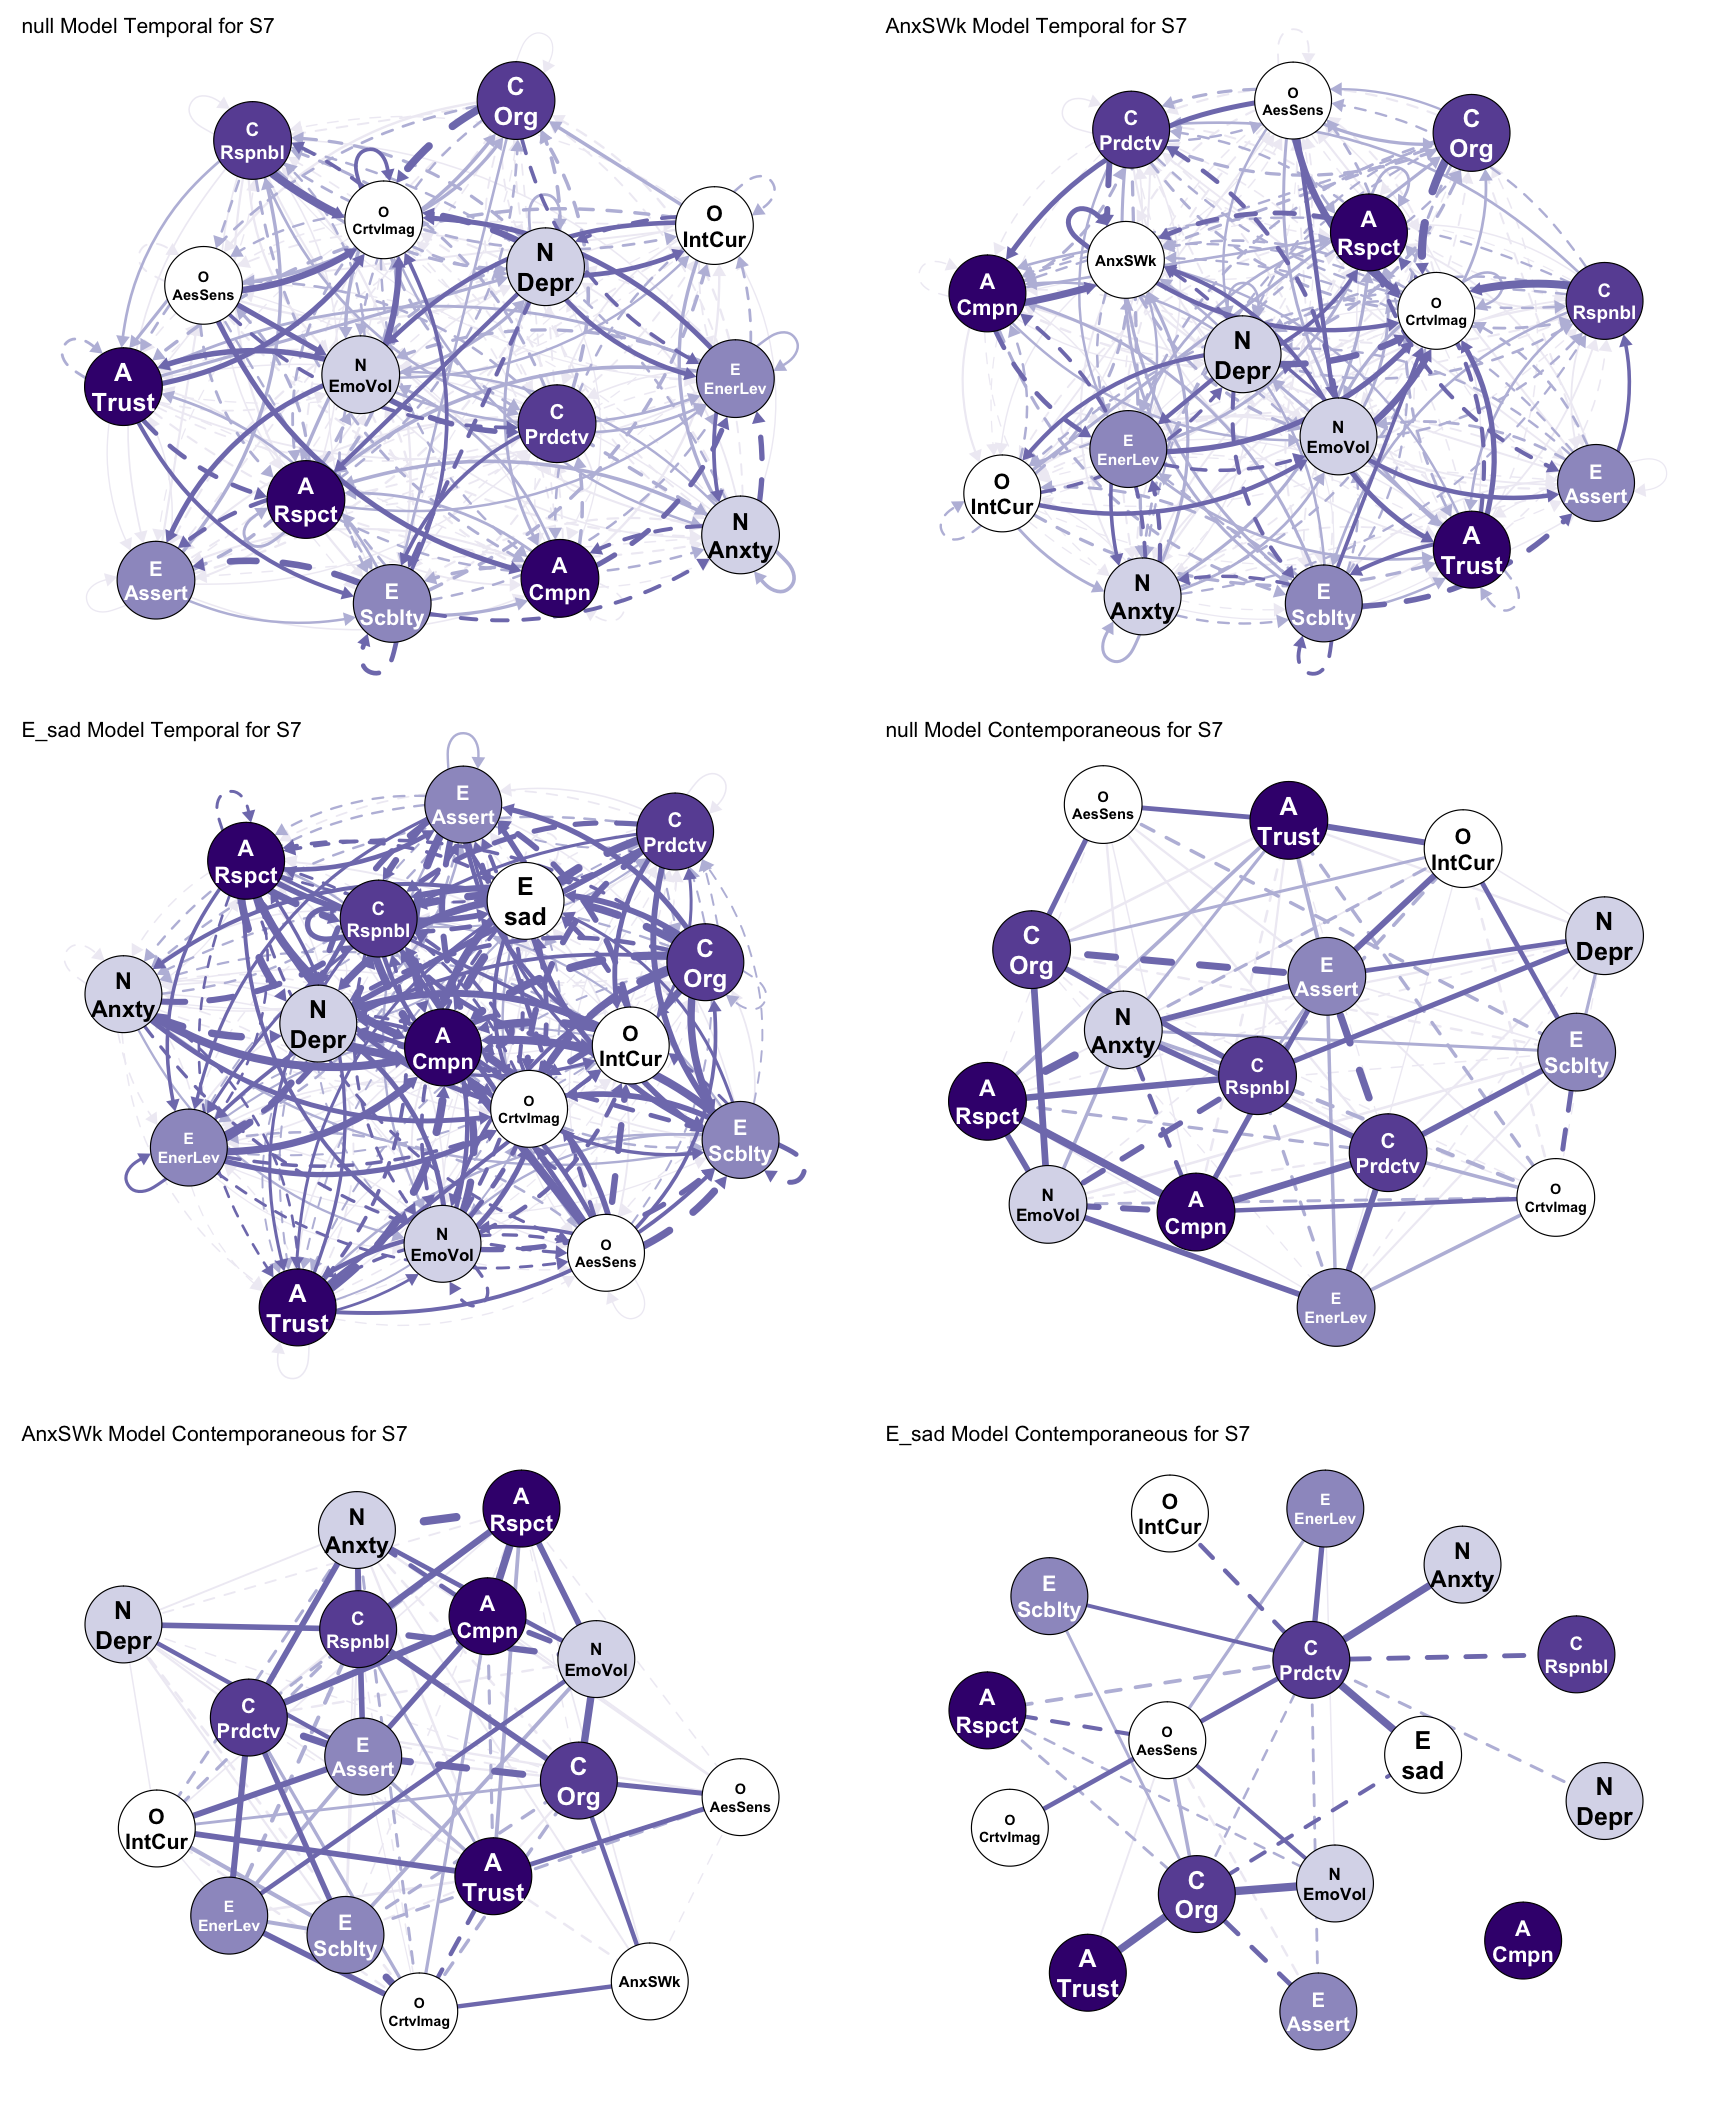 null Model Temporal for S7
C
Org
C
Rspnbl
O
CrtvImag
O
IntCur
N
Depr
O
AesSens
A
Trust
N
EmoVol
E
EnerLev
C
Prdctv
A
Rspct
N
Anxty
E
Assert
E
Scblty
A
Cmpn
AnxSWk Model Temporal for S7
O
AesSens
C
Prdctv
C
Org
A
Rspct
AnxSWk
A
Cmpn
O
CrtvImag
C
Rspnbl
N
Depr
E
EnerLev
N
EmoVol
O
IntCur
E
Assert
A
Trust
N
Anxty
E
Scblty
E_sad Model Temporal for S7
E
Assert
C
Prdctv
A
Rspct
E
sad
C
Rspnbl
C
Org
N
Anxty
N
Depr
A
Cmpn
O
IntCur
O
CrtvImag
E
EnerLev
E
Scblty
N
EmoVol
O
AesSens
A
Trust
null Model Contemporaneous for S7
O
AesSens
A
Trust
O
IntCur
N
Depr
C
Org
E
Assert
N
Anxty
E
Scblty
C
Rspnbl
A
Rspct
C
Prdctv
N
EmoVol
A
Cmpn
O
CrtvImag
E
EnerLev
AnxSWk Model Contemporaneous for S7
A
Rspct
N
Anxty
A
Cmpn
N
Depr
C
Rspnbl
N
EmoVol
C
Prdctv
E
Assert
C
Org
O
AesSens
O
IntCur
A
Trust
E
EnerLev
E
Scblty
AnxSWk
O
CrtvImag
E_sad Model Contemporaneous for S7
O
IntCur
E
EnerLev
N
Anxty
E
Scblty
C
Prdctv
C
Rspnbl
A
Rspct
O
AesSens
E
sad
N
Depr
O
CrtvImag
C
Org
N
EmoVol
A
Cmpn
A
Trust
E
Assert